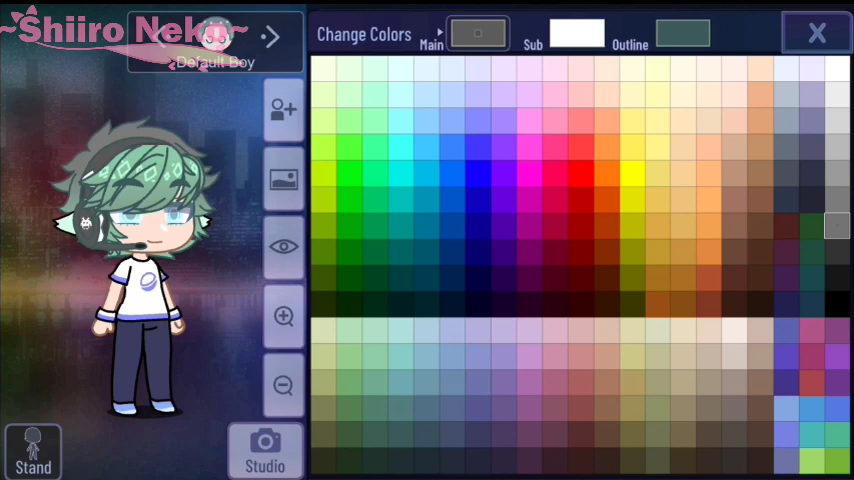 ~Shiiro Neko~
Default Boy
Change Colors
Main
Sub
Outline
X
Stand
Studio